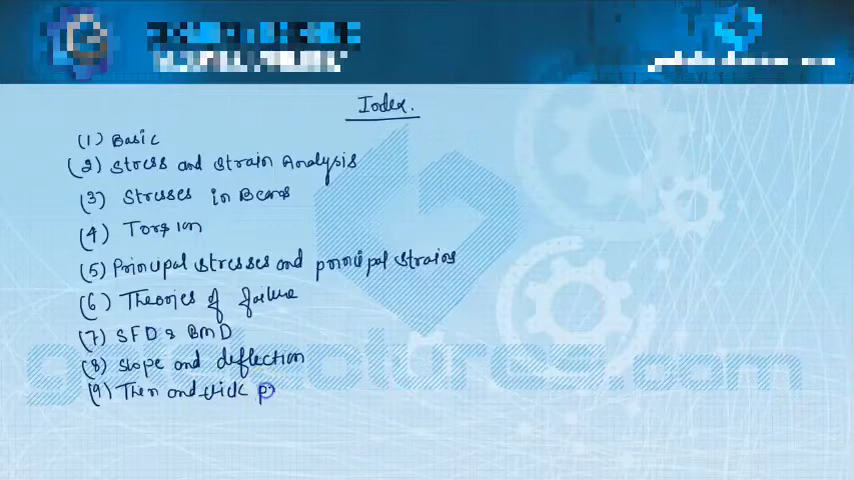 Index.
(1) Basic
(2) Stress and strain Analysis
(3) Stresses in Beams
(4) Torsion
(5) Principal stresses and principal strains
(6) Theories of failure
(7) SFD & BMD
(8) Slope and deflection
(9) Then and thick p